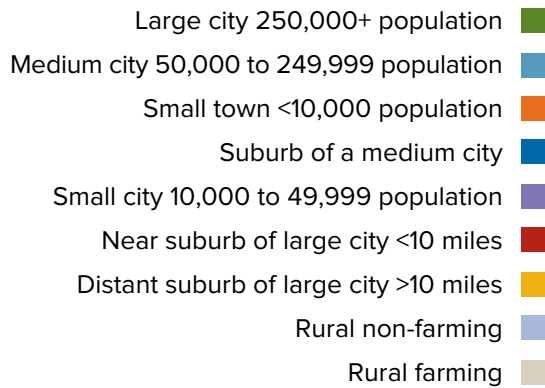 Large city 250,000+ population
Medium city 50,000 to 249,999 population
Small town <10,000 population
Suburb of a medium city
Small city 10,000 to 49,999 population
Near suburb of large city <10 miles
Distant suburb of large city >10 miles
Rural non-farming
Rural farming